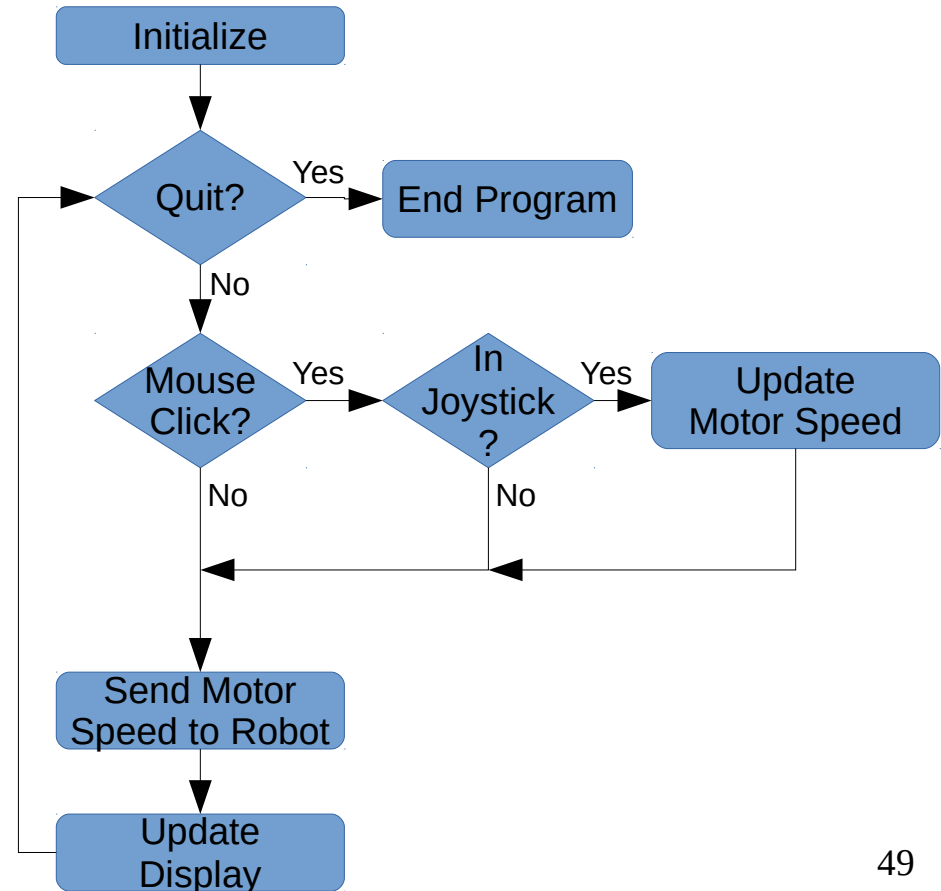 Initialize
Quit?
Yes
End Program
No
Mouse
Click?
Yes
In
Joystick
?
Yes
Update
Motor Speed
No
No
Send Motor
Speed to Robot
Update
Display
49